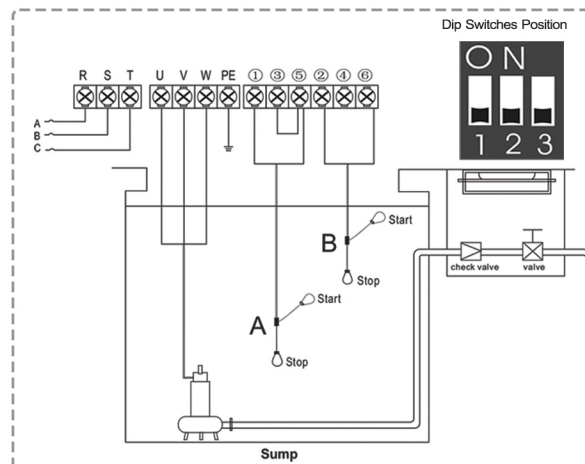 Dip Switches Position
ON
1 2 3
R S T U V W PE ① ③ ⑤ ② ④ ⑥
A
B
C
Start
B
Stop
Start
A
Stop
check valve
valve
Sump